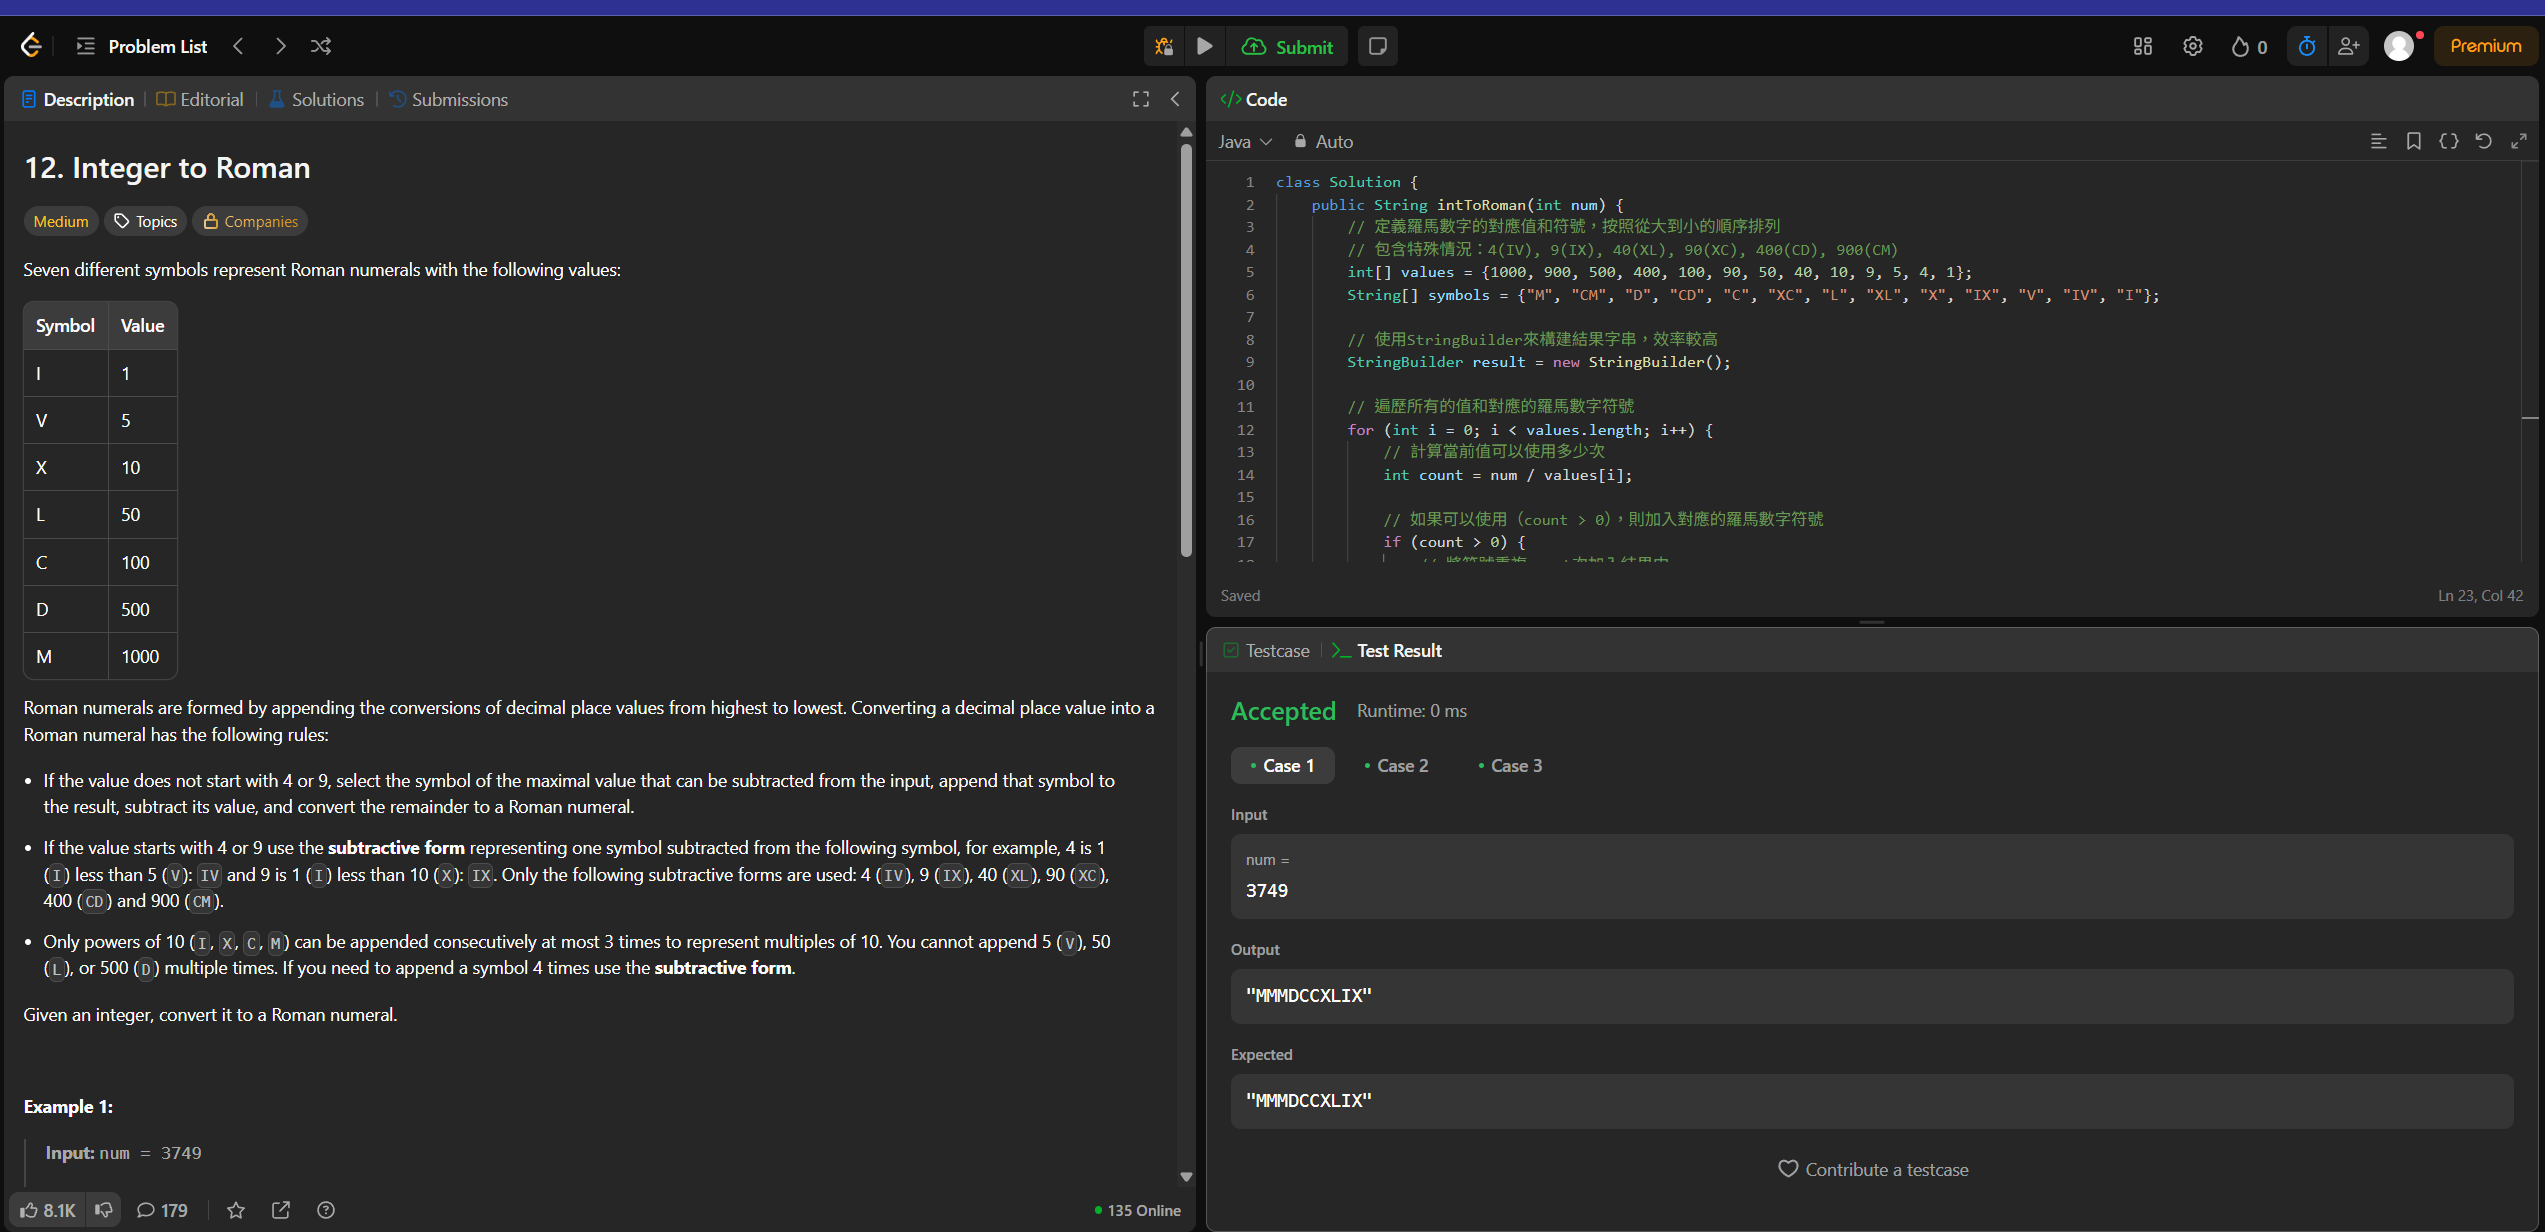 Problem List
Submit
0
Premium
Description
Editorial
Solutions
Submissions
12. Integer to Roman
Medium
Topics
Companies
Seven different symbols represent Roman numerals with the following values:
Symbol Value
I 1
V 5
X 10
L 50
C 100
D 500
M 1000
Roman numerals are formed by appending the conversions of decimal place values from highest to lowest. Converting a decimal place value into a
Roman numeral has the following rules:
• If the value does not start with 4 or 9, select the symbol of the maximal value that can be subtracted from the input, append that symbol to
the result, subtract its value, and convert the remainder to a Roman numeral.
• If the value starts with 4 or 9 use the subtractive form representing one symbol subtracted from the following symbol, for example, 4 is 1
(I) less than 5 (V): IV and 9 is 1 (I) less than 10 (X): IX. Only the following subtractive forms are used: 4 (IV), 9 (IX), 40 (XL), 90 (XC),
400 (CD) and 900 (CM).
• Only powers of 10 (I, X, C, M) can be appended consecutively at most 3 times to represent multiples of 10. You cannot append 5 (V), 50
(L), or 500 (D) multiple times. If you need to append a symbol 4 times use the subtractive form.
Given an integer, convert it to a Roman numeral.
Example 1:
Input: num = 3749
8.1K
179
135 Online
</> Code
Java
Auto
1 class Solution {
2 public String intToRoman(int num) {
3 // 定義羅馬數字的對應值和符號，按照從大到小的順序排列
4 // 包含特殊情況：4(IV), 9(IX), 40(XL), 90(XC), 400(CD), 900(CM)
5 int[] values = {1000, 900, 500, 400, 100, 90, 50, 40, 10, 9, 5, 4, 1};
6 String[] symbols = {"M", "CM", "D", "CD", "C", "XC", "L", "XL", "X", "IX", "V", "IV", "I"};
7
8 // 使用StringBuilder來構建結果字串，效率較高
9 StringBuilder result = new StringBuilder();
10
11 // 遍歷所有的值和對應的羅馬數字符號
12 for (int i = 0; i < values.length; i++) {
13 // 計算當前值可以使用多少次
14 int count = num / values[i];
15
16 // 如果可以使用（count > 0），則加入對應的羅馬數字符號
17 if (count > 0) {
Saved
Ln 23, Col 42
Testcase
Test Result
Accepted
Runtime: 0 ms
• Case 1
• Case 2
• Case 3
Input
num =
3749
Output
"MMMDCCXLIX"
Expected
"MMMDCCXLIX"
Contribute a testcase